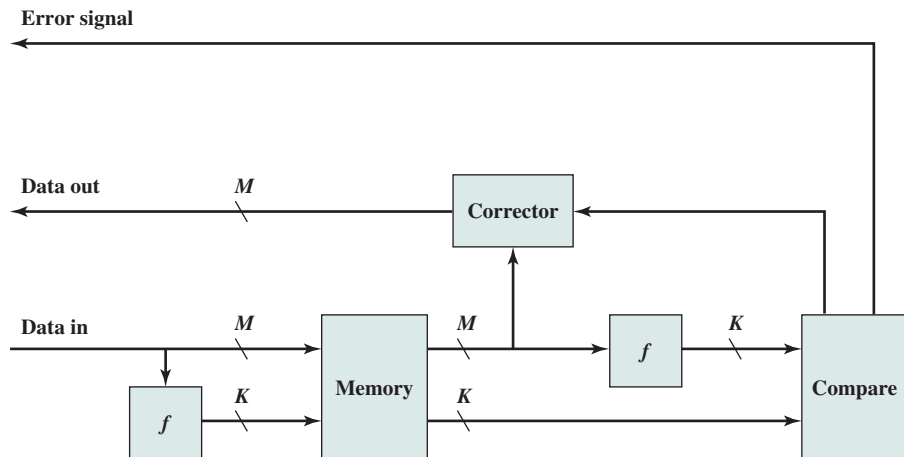 Error signal
Data out
M
Corrector
Data in
M
M
K
f
Memory
K
K
f
Compare